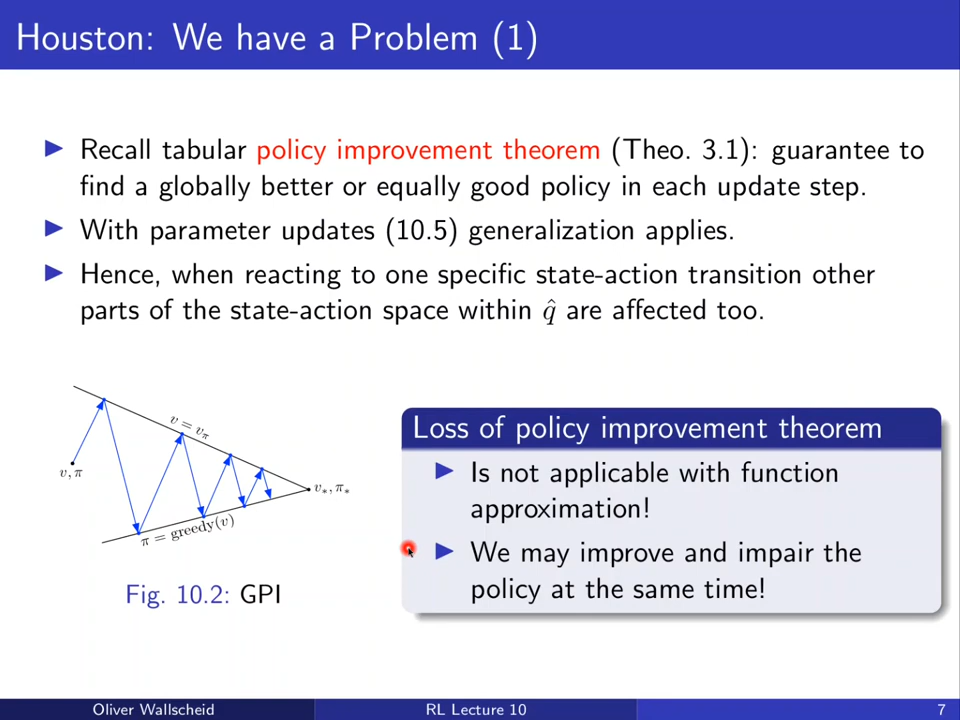 Houston: We have a Problem (1)
Recall tabular policy improvement theorem (Theo. 3.1): guarantee to
find a globally better or equally good policy in each update step.
With parameter updates (10.5) generalization applies.
Hence, when reacting to one specific state-action transition other
parts of the state-action space within q̂ are affected too.
v = vπ
v, π
v*, π*
π = greedy(v)
Fig. 10.2: GPI
Loss of policy improvement theorem
Is not applicable with function
approximation!
We may improve and impair the
policy at the same time!
Oliver Wallscheid
RL Lecture 10
7